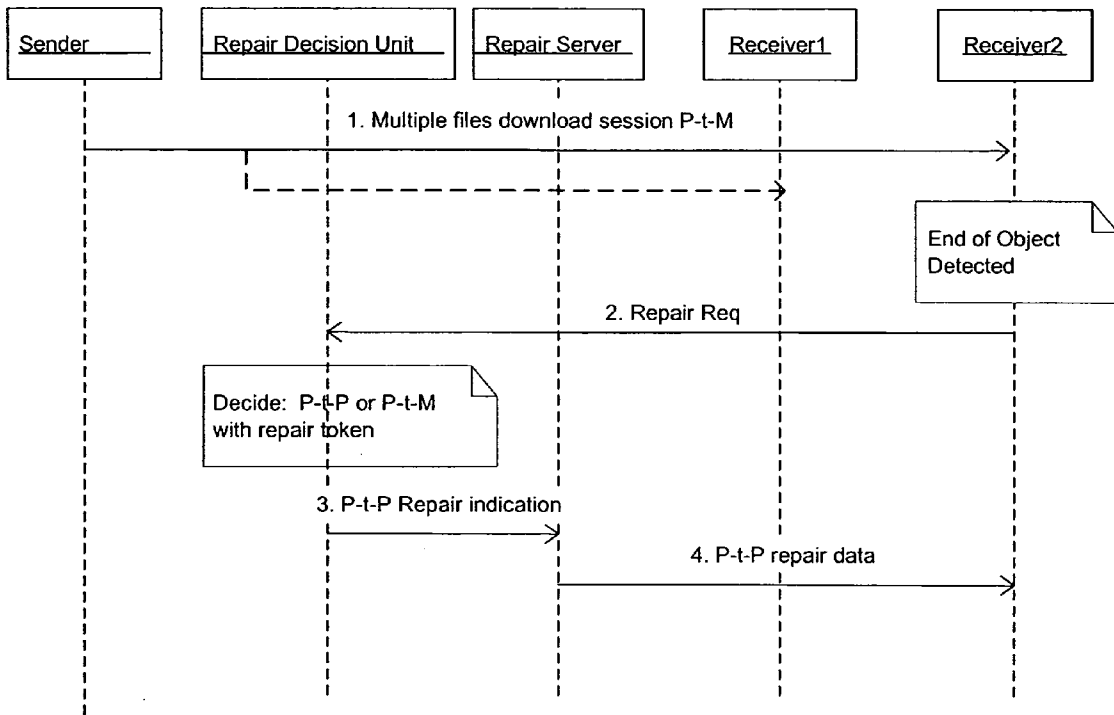 Sender
Repair Decision Unit
Repair Server
Receiver1
Receiver2
1. Multiple files download session P-t-M
End of Object
Detected
2. Repair Req
Decide: P-t-P or P-t-M
with repair token
3. P-t-P Repair indication
4. P-t-P repair data